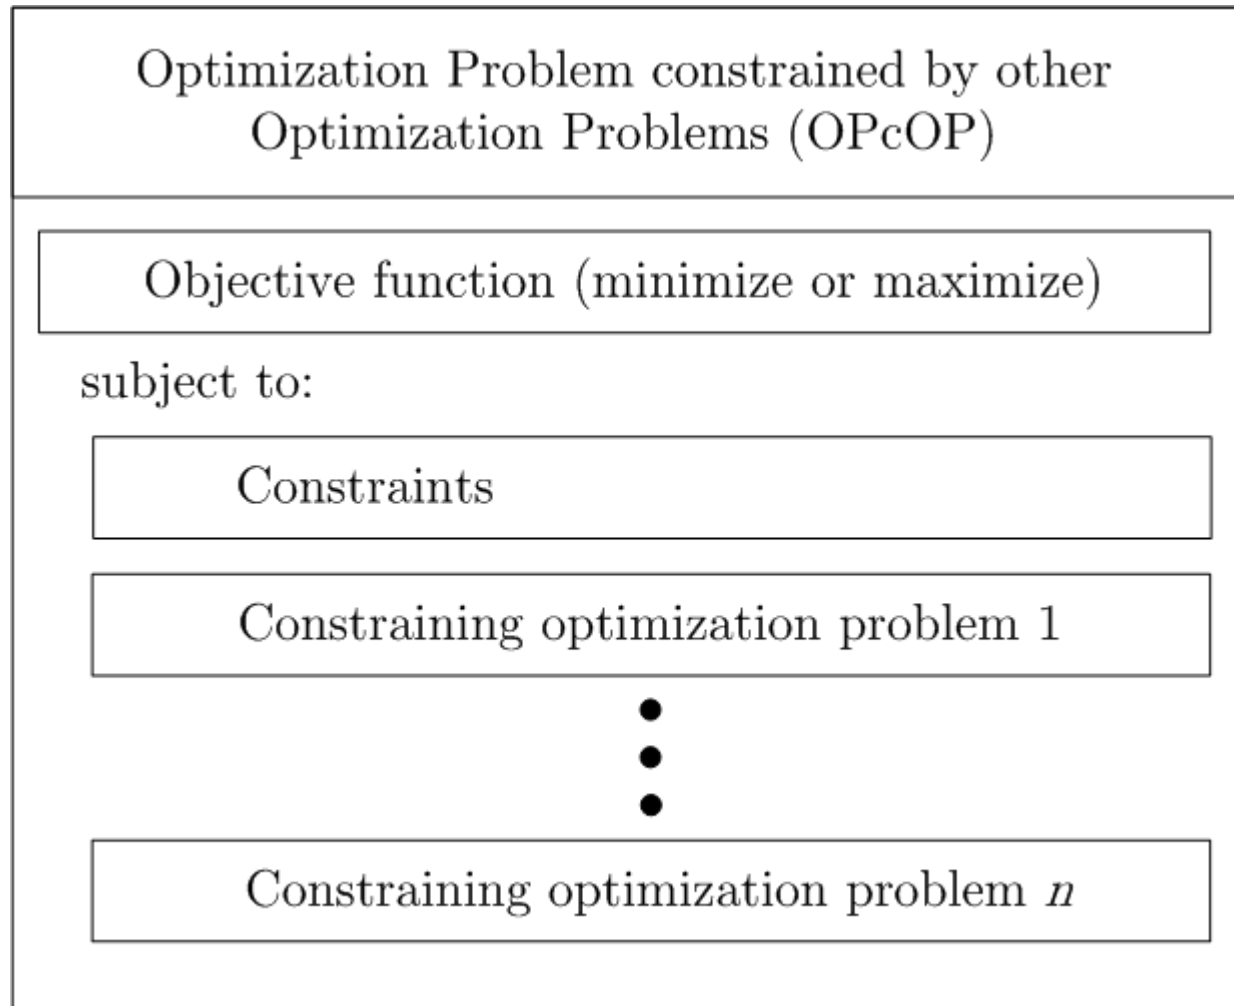 Optimization Problem constrained by other
Optimization Problems (OPcOP)
Objective function (minimize or maximize)
subject to:
Constraints
Constraining optimization problem 1
Constraining optimization problem n